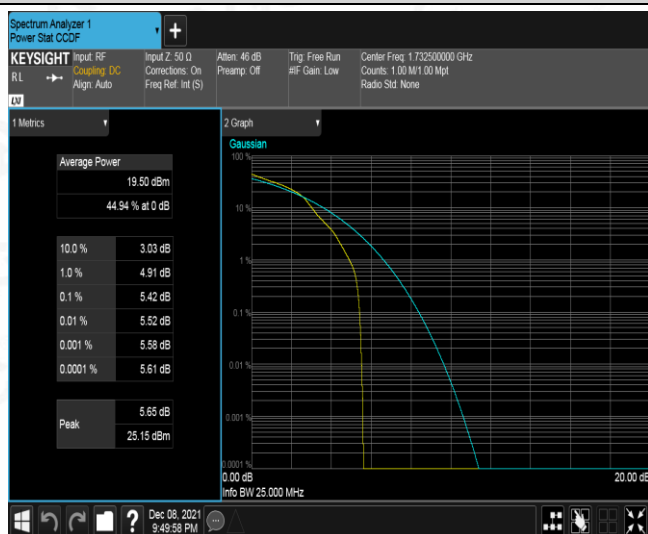 Spectrum Analyzer 1
Power Stat CCDF
+
KEYSIGHT
RL
LXI
Input: RF
Coupling: DC
Align: Auto
Input Z: 50 Ω
Corrections: On
Freq Ref: Int (S)
Atten: 46 dB
Preamp: Off
Trig: Free Run
#IF Gain: Low
Center Freq: 1.732500000 GHz
Counts: 1.00 M/1.00 Mpt
Radio Std: None
1 Metrics
Average Power
19.50 dBm
44.94 % at 0 dB
10.0 % 3.03 dB
1.0 % 4.91 dB
0.1 % 5.42 dB
0.01 % 5.52 dB
0.001 % 5.58 dB
0.0001 % 5.61 dB
Peak
5.65 dB
25.15 dBm
2 Graph
Gaussian
100 %
10 %
1 %
0.1 %
0.01 %
0.001 %
0.0001 %
0.00 dB
20.00 dB
Info BW 25.000 MHz
?
Dec 08, 2021
9:49:58 PM